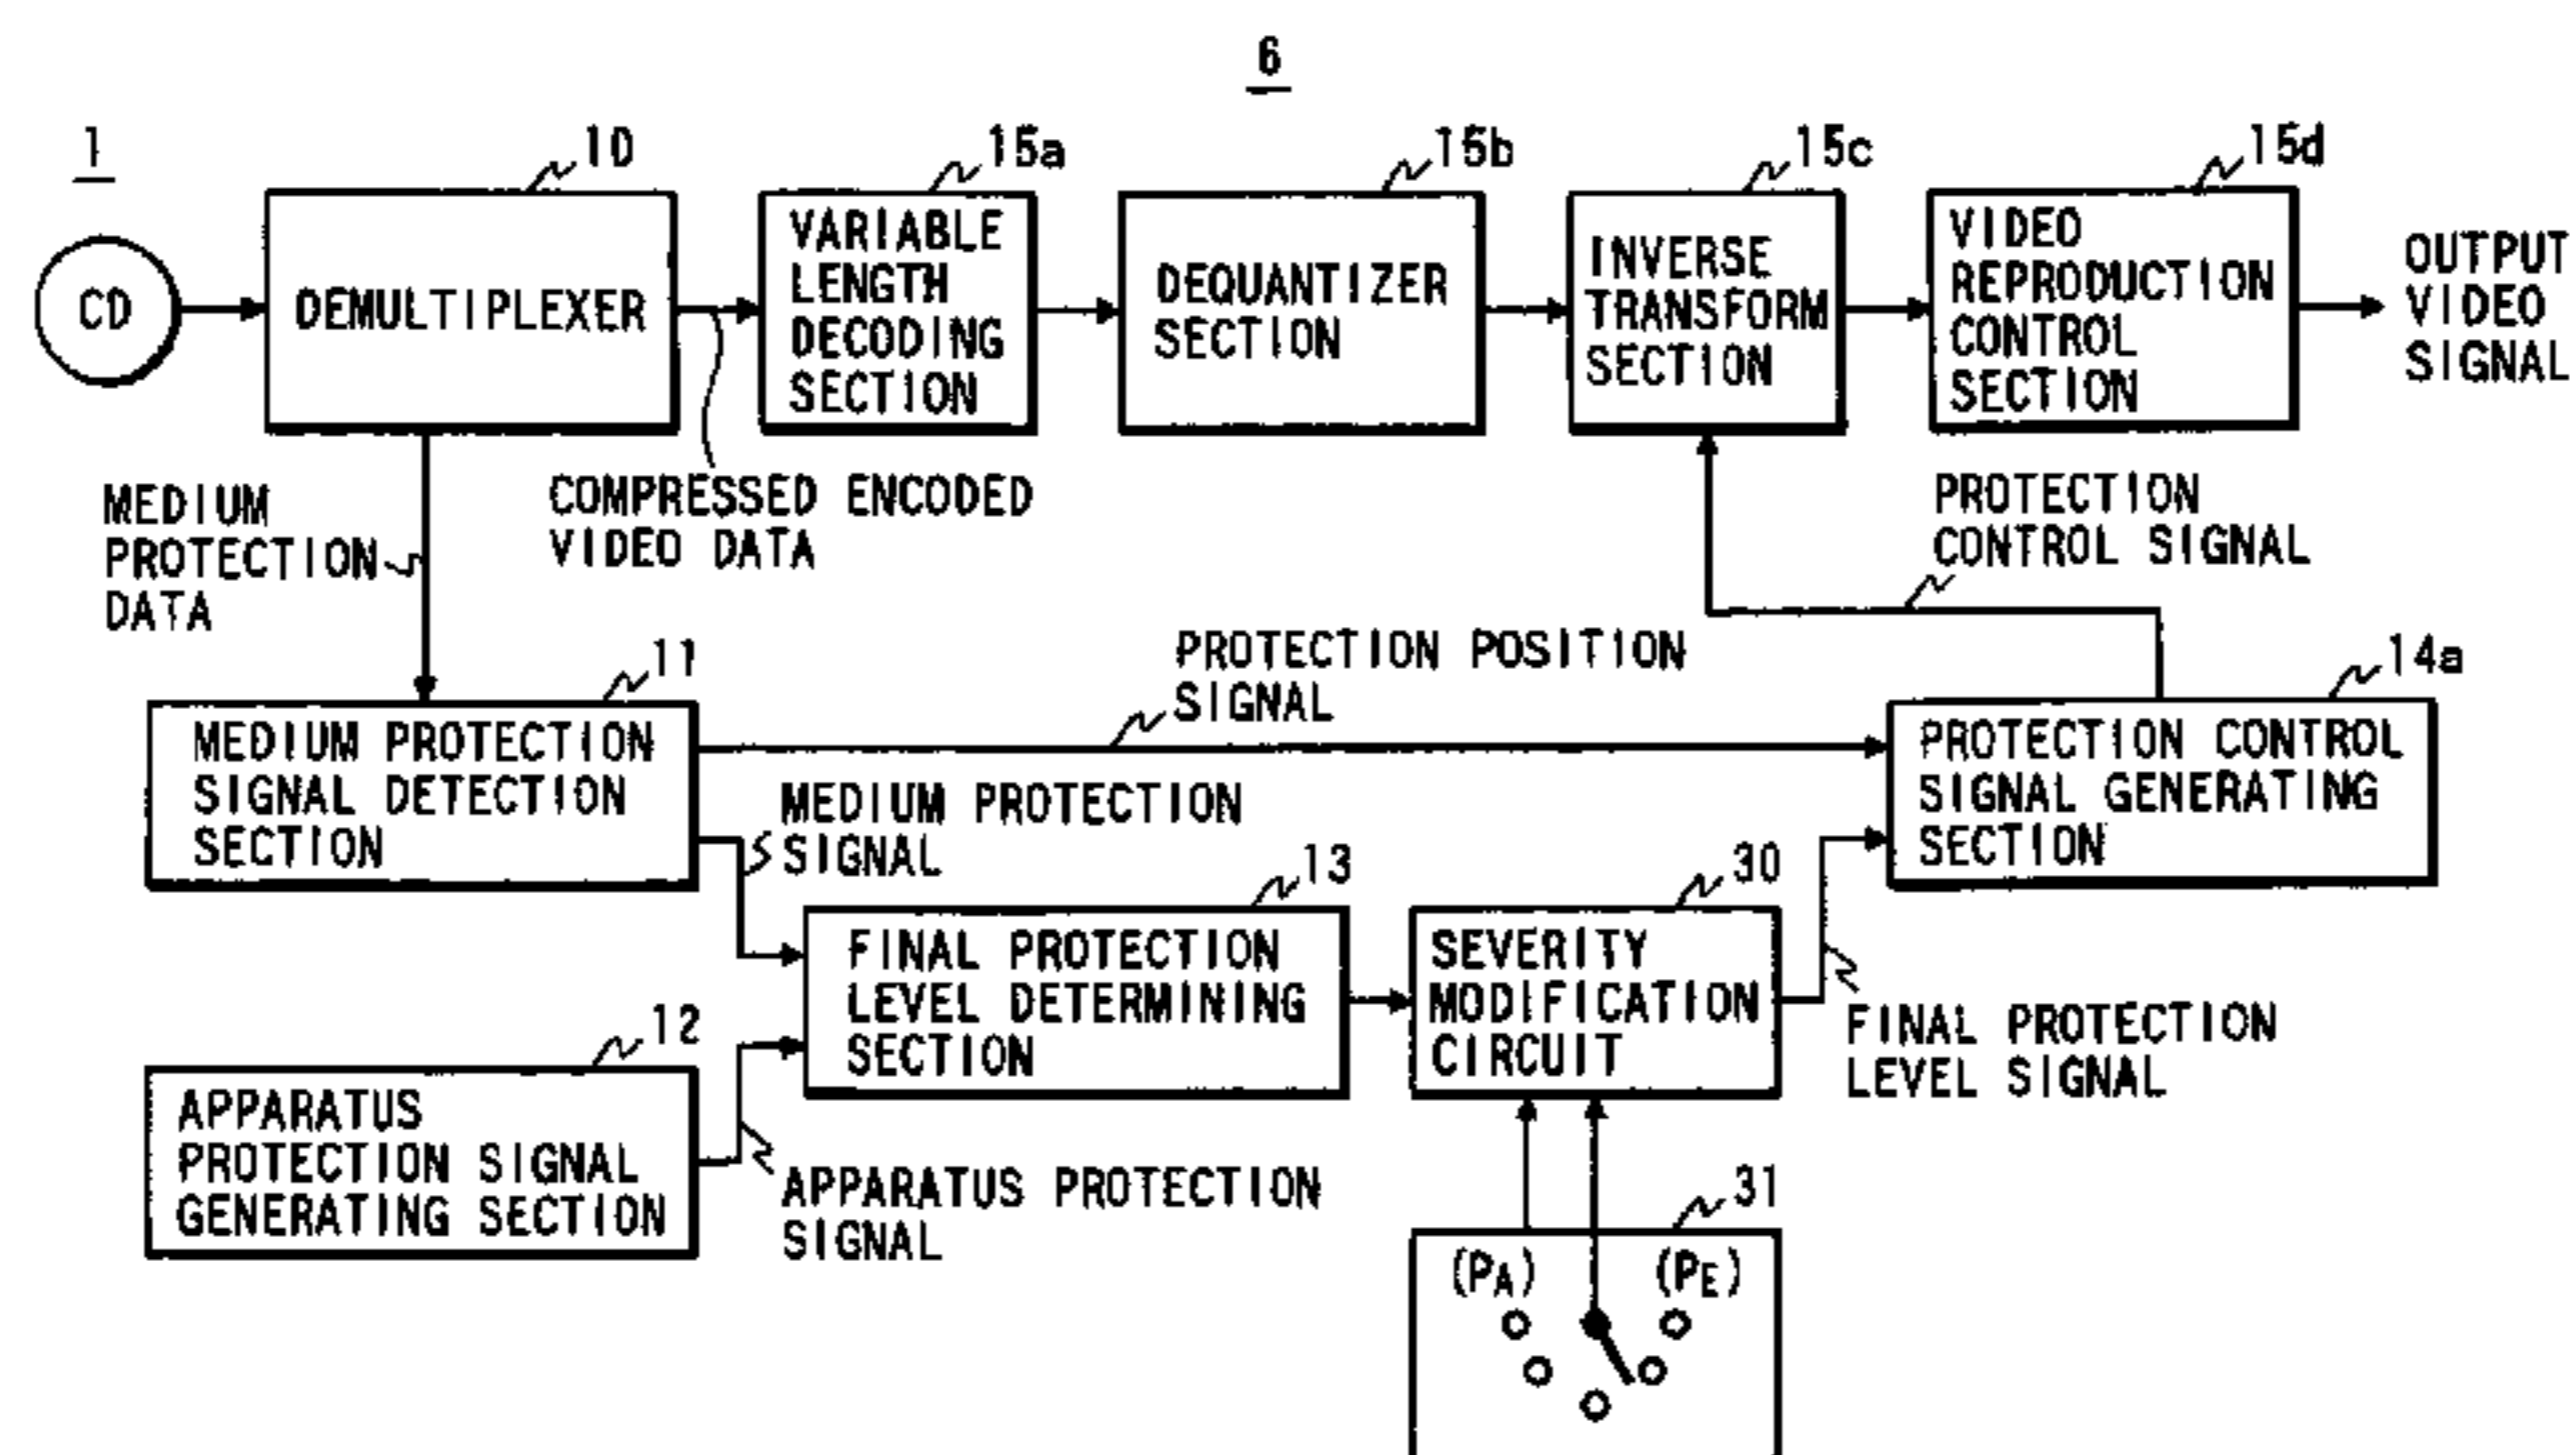 6
1
CD
10
DEMULTIPLEXER
15a
VARIABLE
LENGTH
DECODING
SECTION
15b
DEQUANTIZER
SECTION
15c
INVERSE
TRANSFORM
SECTION
15d
VIDEO
REPRODUCTION
CONTROL
SECTION
OUTPUT
VIDEO
SIGNAL
MEDIUM
PROTECTION
DATA
COMPRESSED ENCODED
VIDEO DATA
PROTECTION
CONTROL SIGNAL
11
MEDIUM PROTECTION
SIGNAL DETECTION
SECTION
PROTECTION POSITION
SIGNAL
14a
PROTECTION CONTROL
SIGNAL GENERATING
SECTION
MEDIUM PROTECTION
SIGNAL
13
FINAL PROTECTION
LEVEL DETERMINING
SECTION
30
SEVERITY
MODIFICATION
CIRCUIT
FINAL PROTECTION
LEVEL SIGNAL
12
APPARATUS
PROTECTION SIGNAL
GENERATING SECTION
APPARATUS PROTECTION
SIGNAL
31
(PA) (PE)